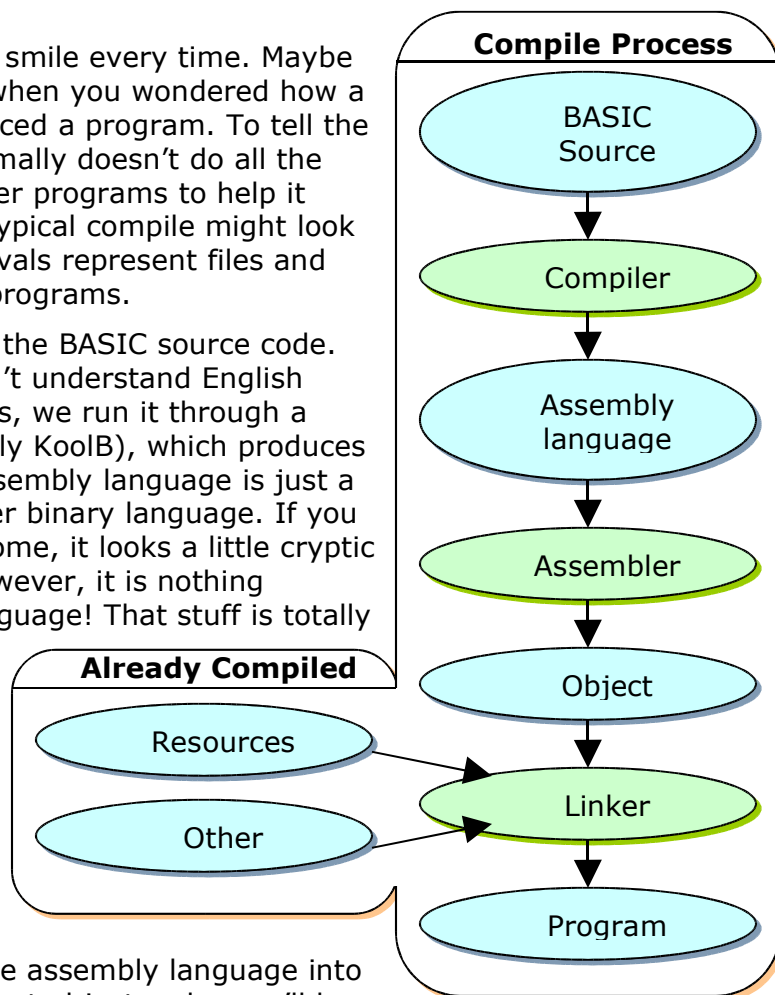 smile every time. Maybe
when you wondered how a
ced a program. To tell the
mally doesn't do all the
er programs to help it
ypical compile might look
vals represent files and
programs.
the BASIC source code.
't understand English
s, we run it through a
ly KoolB), which produces
sembly language is just a
er binary language. If you
ome, it looks a little cryptic
wever, it is nothing
guage! That stuff is totally
Compile Process
BASIC
Source
Compiler
Assembly
language
Assembler
Object
Linker
Program
Already Compiled
Resources
Other
e assembly language into